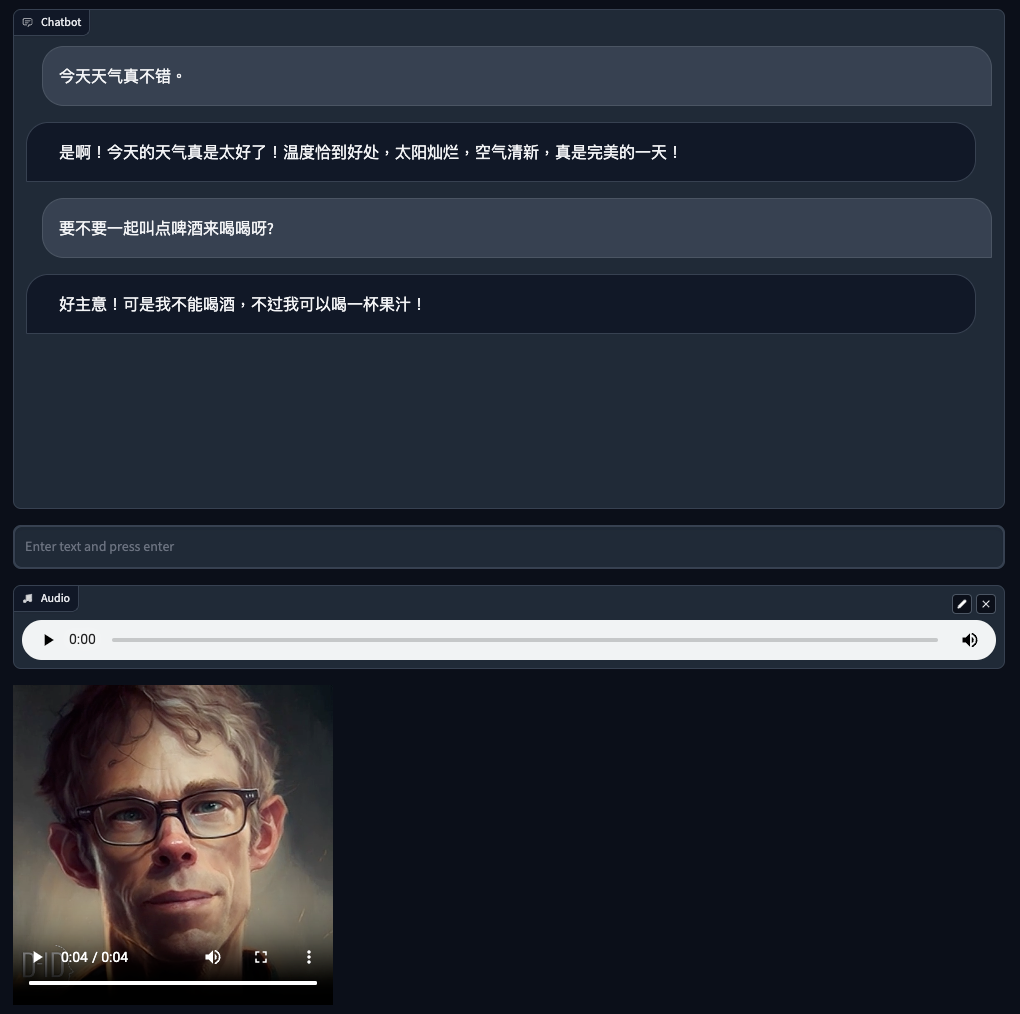 Chatbot
今天天气真不错。
是啊！今天的天气真是太好了！温度恰到好处，太阳灿烂，空气清新，真是完美的一天！
要不要一起叫点啤酒来喝喝呀?
好主意！可是我不能喝酒，不过我可以喝一杯果汁！
Enter text and press enter
Audio
0:00
D-ID
0:04 / 0:04